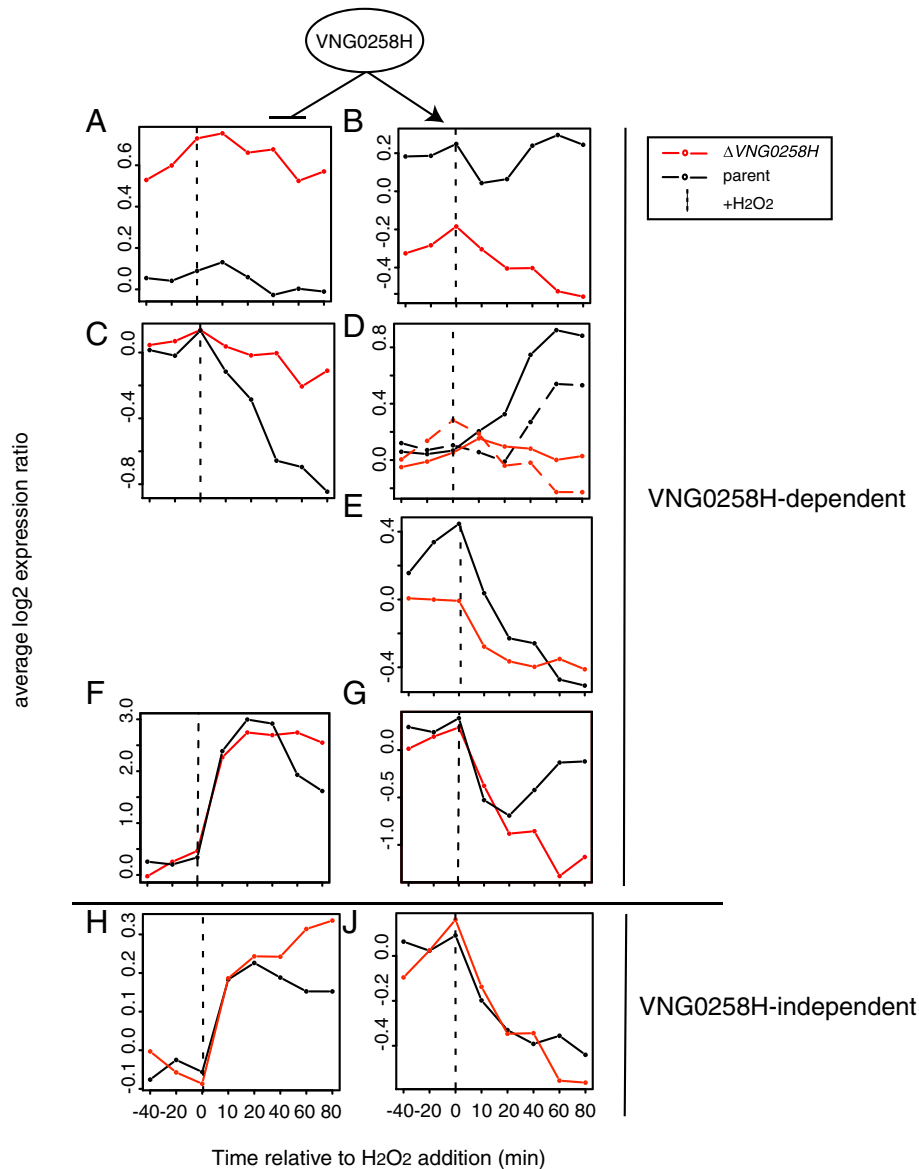 VNG0258H
A
0.6
0.4
0.2
0.0
B
0.2
0.0
-0.2
-0.4
ΔVNG0258H
parent
+H2O2
C
0.0
-0.4
-0.8
D
0.8
0.4
0.0
VNG0258H-dependent
E
0.4
0.0
-0.4
average log2 expression ratio
F
3.0
2.0
1.0
0.0
G
0.0
-0.5
-1.0
H
0.3
0.2
0.1
0.0
-0.1
J
0.0
-0.2
-0.4
VNG0258H-independent
-40 -20 0 10 20 40 60 80
-40 -20 0 10 20 40 60 80
Time relative to H2O2 addition (min)